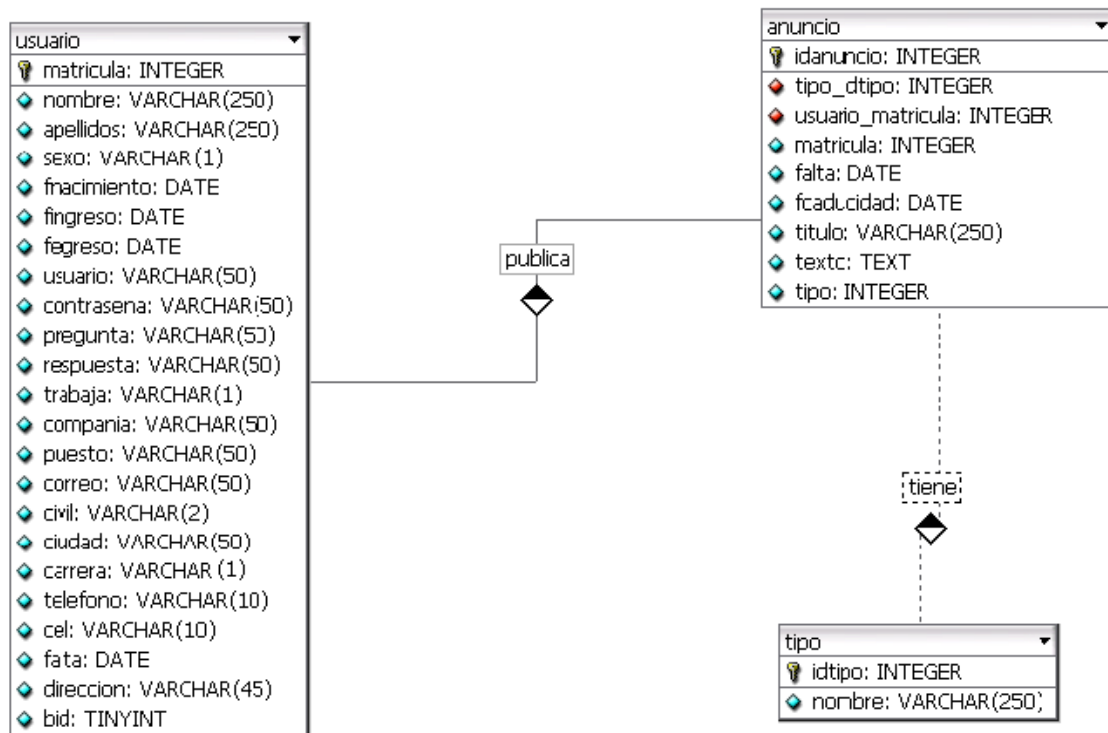 usuario
matricula: INTEGER
nombre: VARCHAR(250)
apellidos: VARCHAR(250)
sexo: VARCHAR(1)
fnacimiento: DATE
fingreso: DATE
fegreso: DATE
usuario: VARCHAR(50)
contrasena: VARCHAR(50)
pregunta: VARCHAR(50)
respuesta: VARCHAR(50)
trabaja: VARCHAR(1)
compania: VARCHAR(50)
puesto: VARCHAR(50)
correo: VARCHAR(50)
civil: VARCHAR(2)
ciudad: VARCHAR(50)
carrera: VARCHAR (1)
telefono: VARCHAR(10)
cel: VARCHAR(10)
fata: DATE
direccion: VARCHAR(45)
bid: TINYINT
publica
anuncio
idanuncio: INTEGER
tipo_dtipo: INTEGER
usuario_matricula: INTEGER
matricula: INTEGER
falta: DATE
fcaducidad: DATE
titulo: VARCHAR(250)
textc: TEXT
tipo: INTEGER
tiene
tipo
idtipo: INTEGER
nombre: VARCHAR(250)